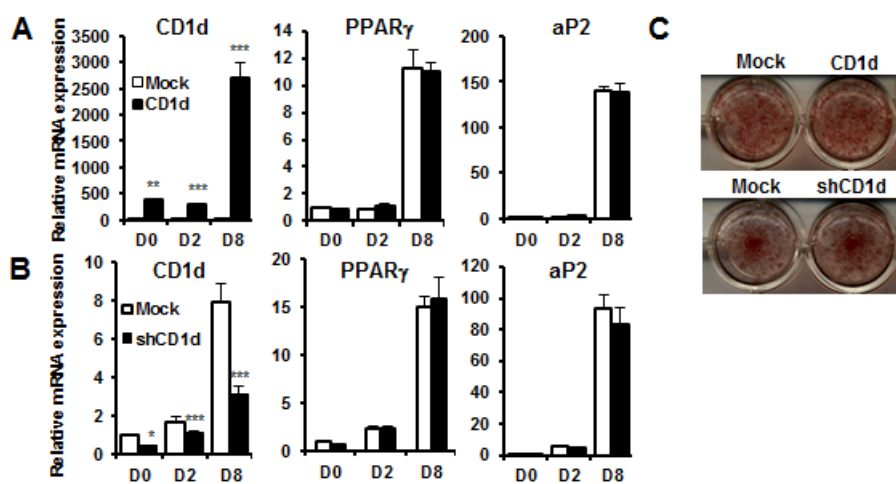 A
CD1d
PPARγ
aP2
C
Relative mRNA expression
3500
3000
2500
2000
1500
1000
500
0
Mock
CD1d
**
***
***
D0 D2 D8
14
12
10
8
6
4
2
0
D0 D2 D8
200
150
100
50
0
D0 D2 D8
Mock CD1d
Mock shCD1d
B
CD1d
PPARγ
aP2
Relative mRNA expression
10
8
6
4
2
0
Mock
shCD1d
*
***
***
D0 D2 D8
20
15
10
5
0
D0 D2 D8
120
100
80
60
40
20
0
D0 D2 D8